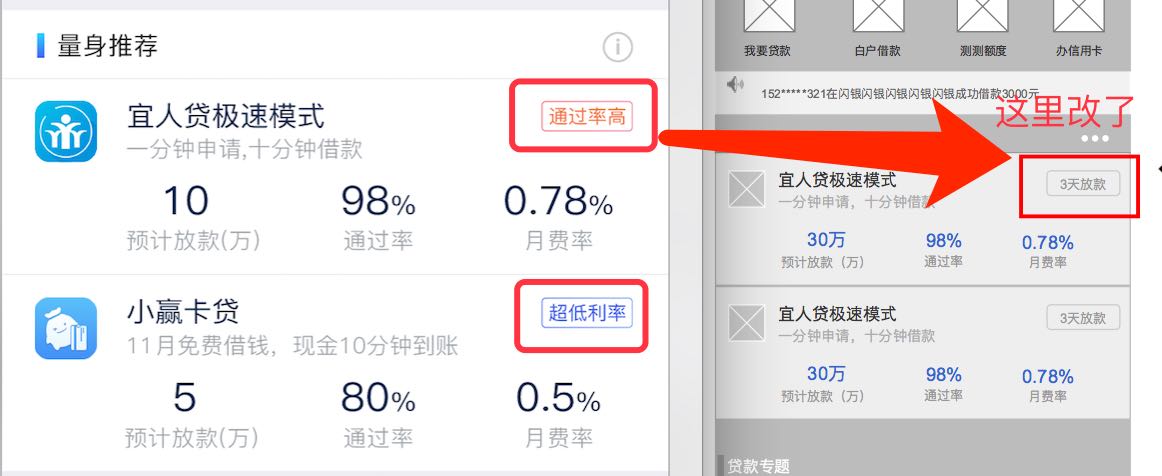 量身推荐
宜人贷极速模式
通过率高
一分钟申请,十分钟借款
10
98%
0.78%
预计放款(万)
通过率
月费率
小赢卡贷
超低利率
11月免费借钱，现金10分钟到账
5
80%
0.5%
预计放款(万)
通过率
月费率
我要贷款
白户借款
测测额度
办信用卡
152*****321在闪银闪银闪银闪银闪银成功借款3000元
这里改了
宜人贷极速模式
3天放款
一分钟申请，十分钟借款
30万
98%
0.78%
预计放款（万）
通过率
月费率
宜人贷极速模式
3天放款
一分钟申请，十分钟借款
30万
98%
0.78%
预计放款（万）
通过率
月费率
贷款专题